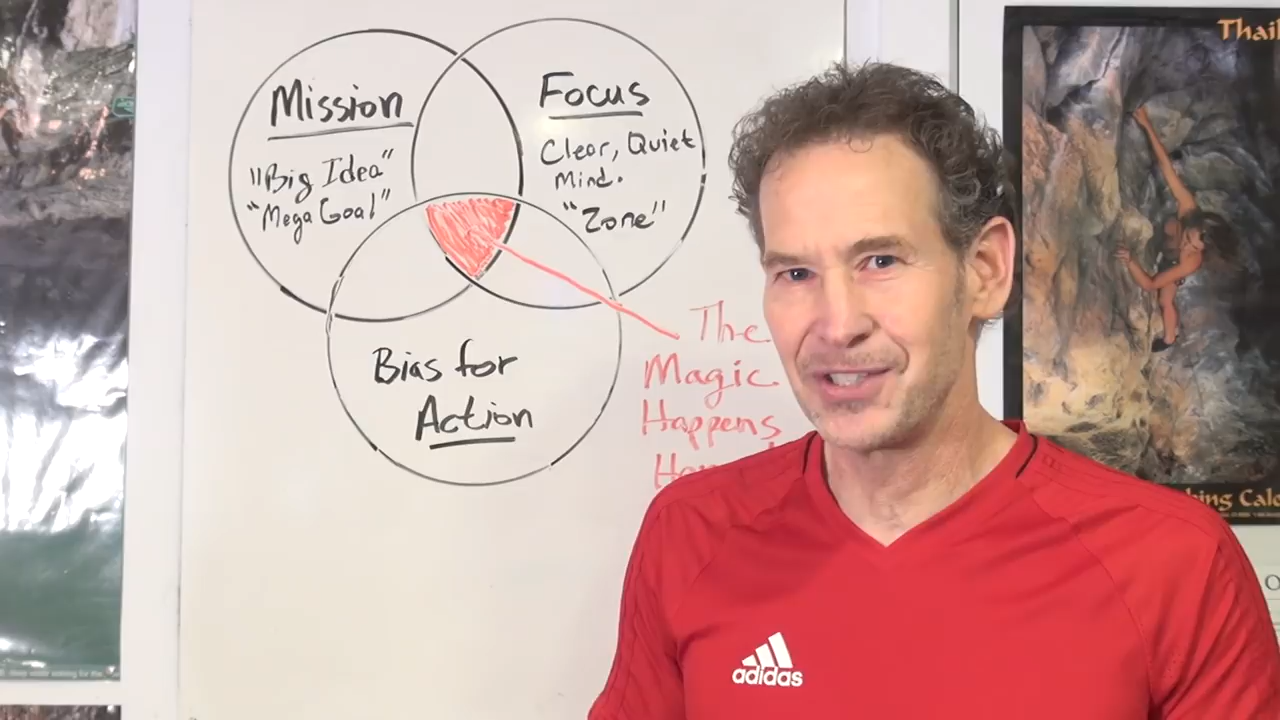 Mission
"Big Idea"
"Mega Goal"
Focus
Clear, Quiet
Mind.
"Zone"
Bias for
Action
The
Magic
Happens
adidas